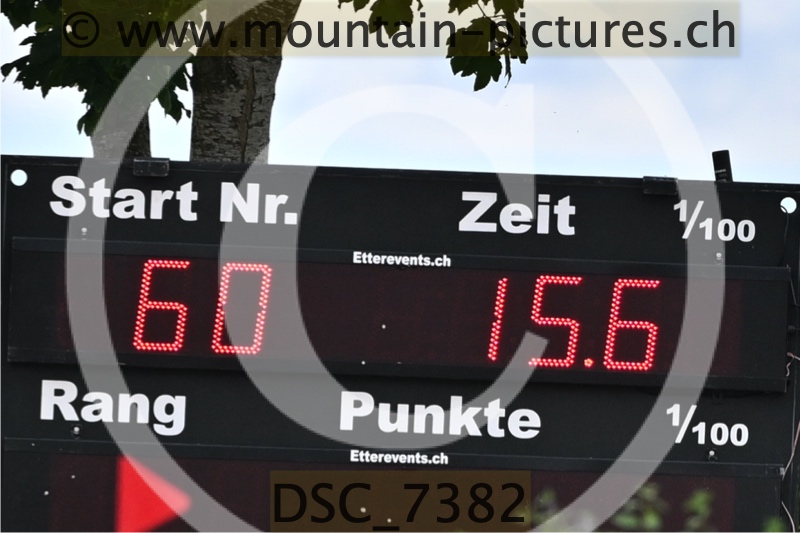 © www.mountain-pictures.ch
Start Nr. Zeit 1/100
Etterevents.ch
60 15.6
Rang Punkte 1/100
Etterevents.ch
DSC_7382